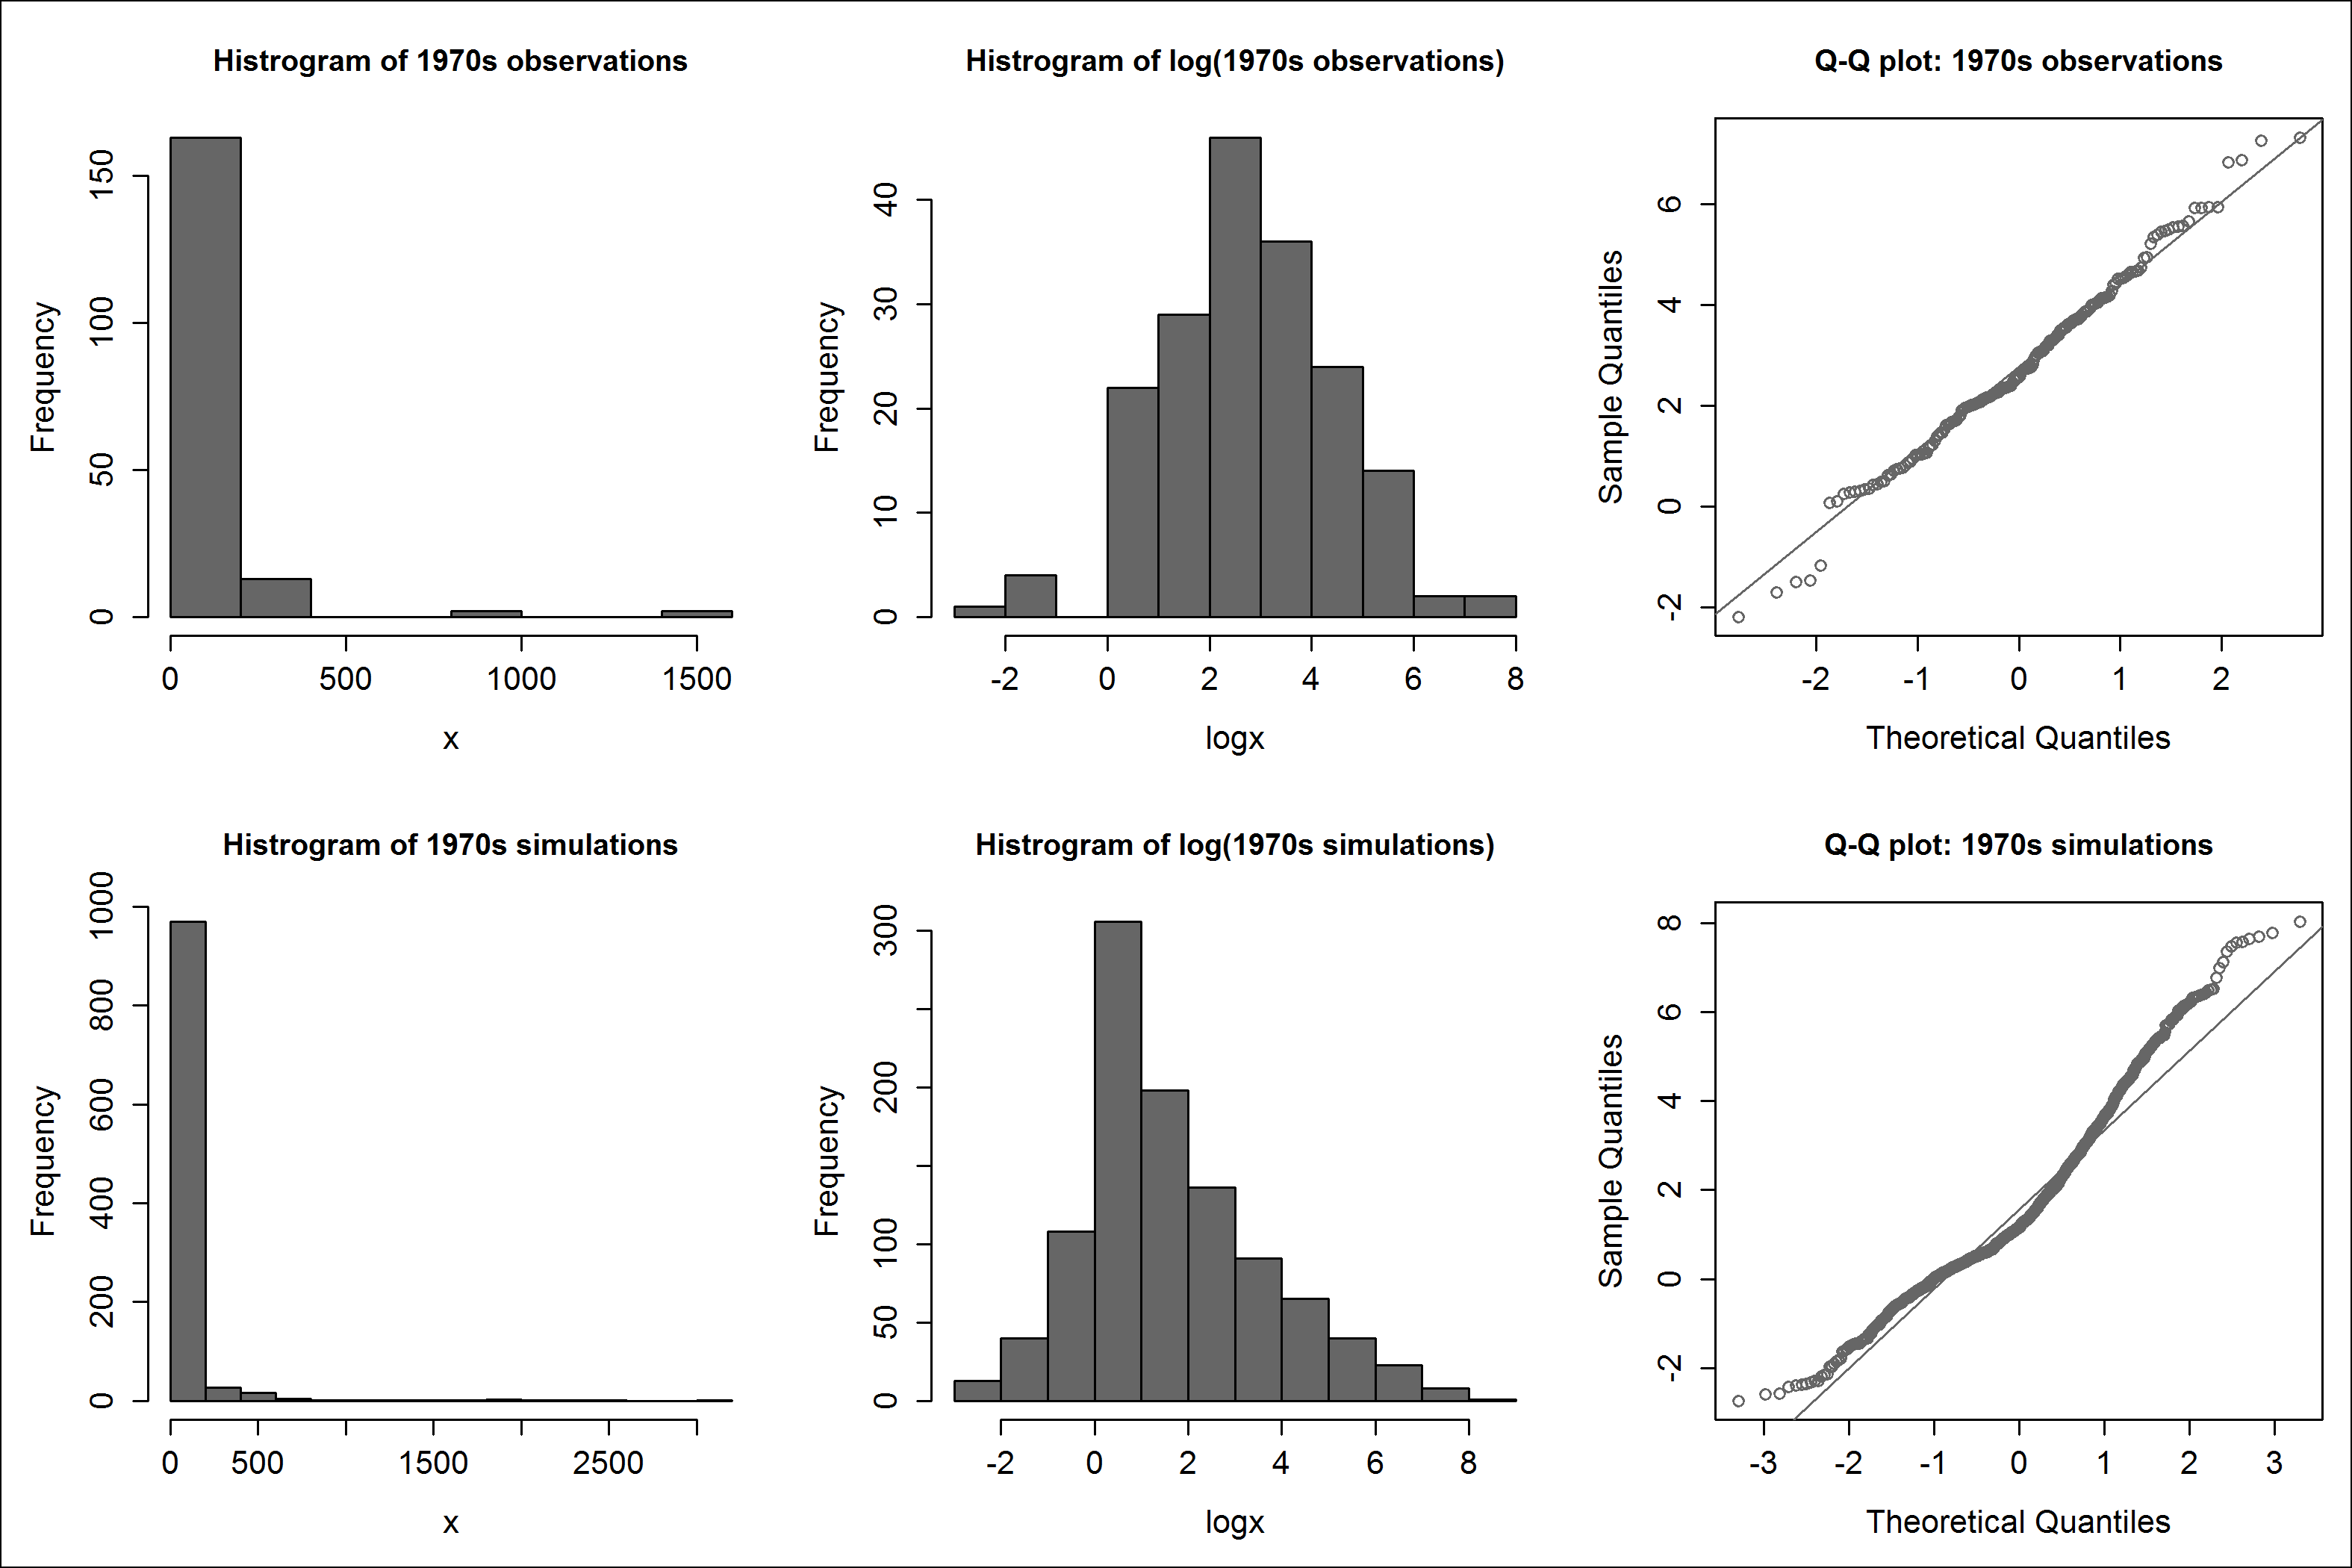 Histrogram of 1970s observations
Frequency
0 50 100 150
0 500 1000 1500
x
Histrogram of log(1970s observations)
Frequency
0 10 20 30 40
-2 0 2 4 6 8
logx
Q-Q plot: 1970s observations
Sample Quantiles
-2 0 2 4 6
-2 -1 0 1 2
Theoretical Quantiles
Histrogram of 1970s simulations
Frequency
0 200 400 600 800 1000
0 500 1500 2500
x
Histrogram of log(1970s simulations)
Frequency
0 50 100 200 300
-2 0 2 4 6 8
logx
Q-Q plot: 1970s simulations
Sample Quantiles
-2 0 2 4 6 8
-3 -2 -1 0 1 2 3
Theoretical Quantiles